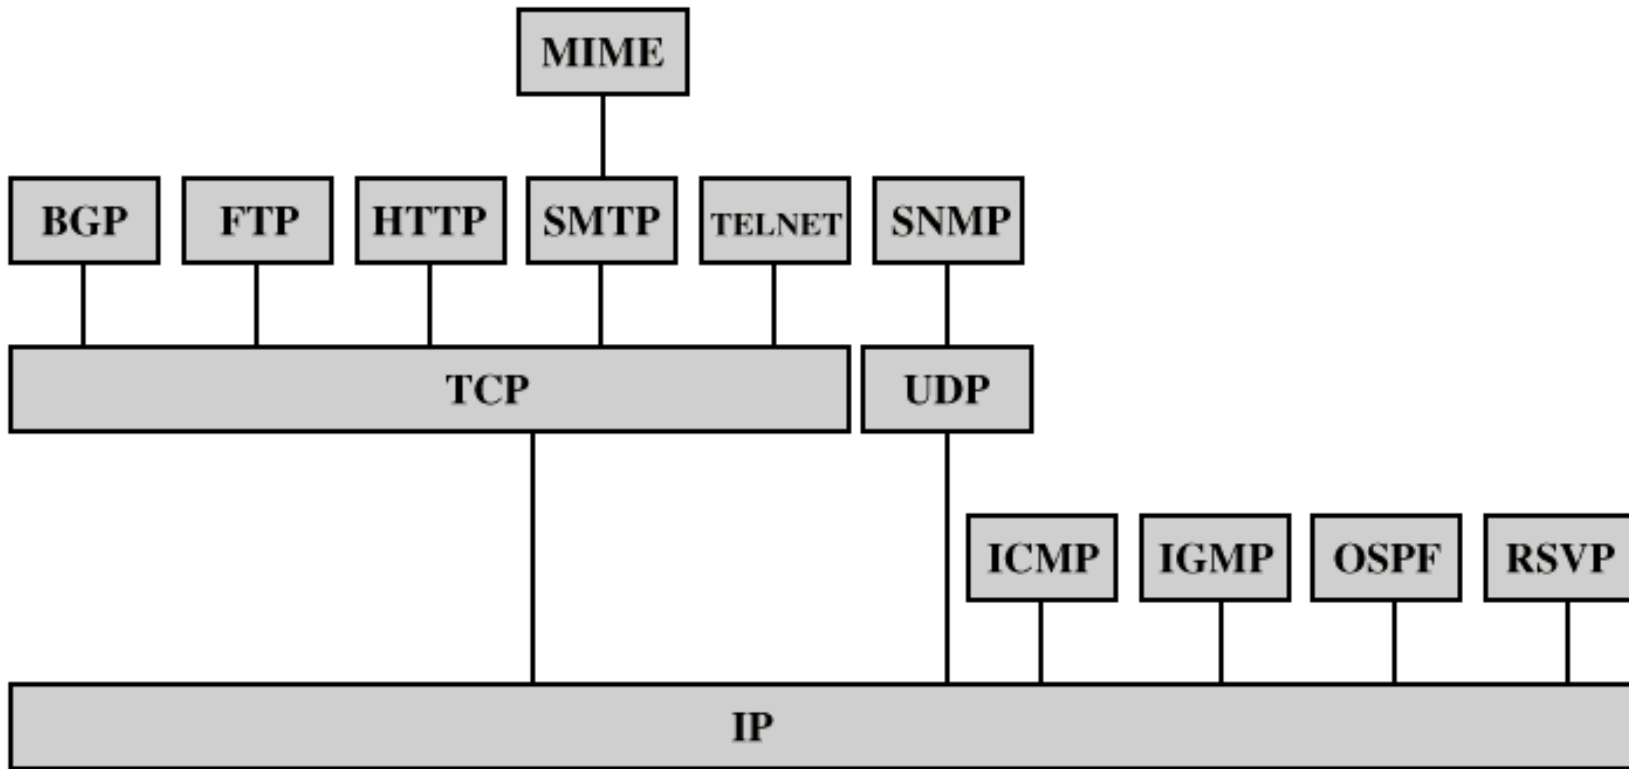 MIME
BGP FTP HTTP SMTP TELNET SNMP
TCP UDP
ICMP IGMP OSPF RSVP
IP